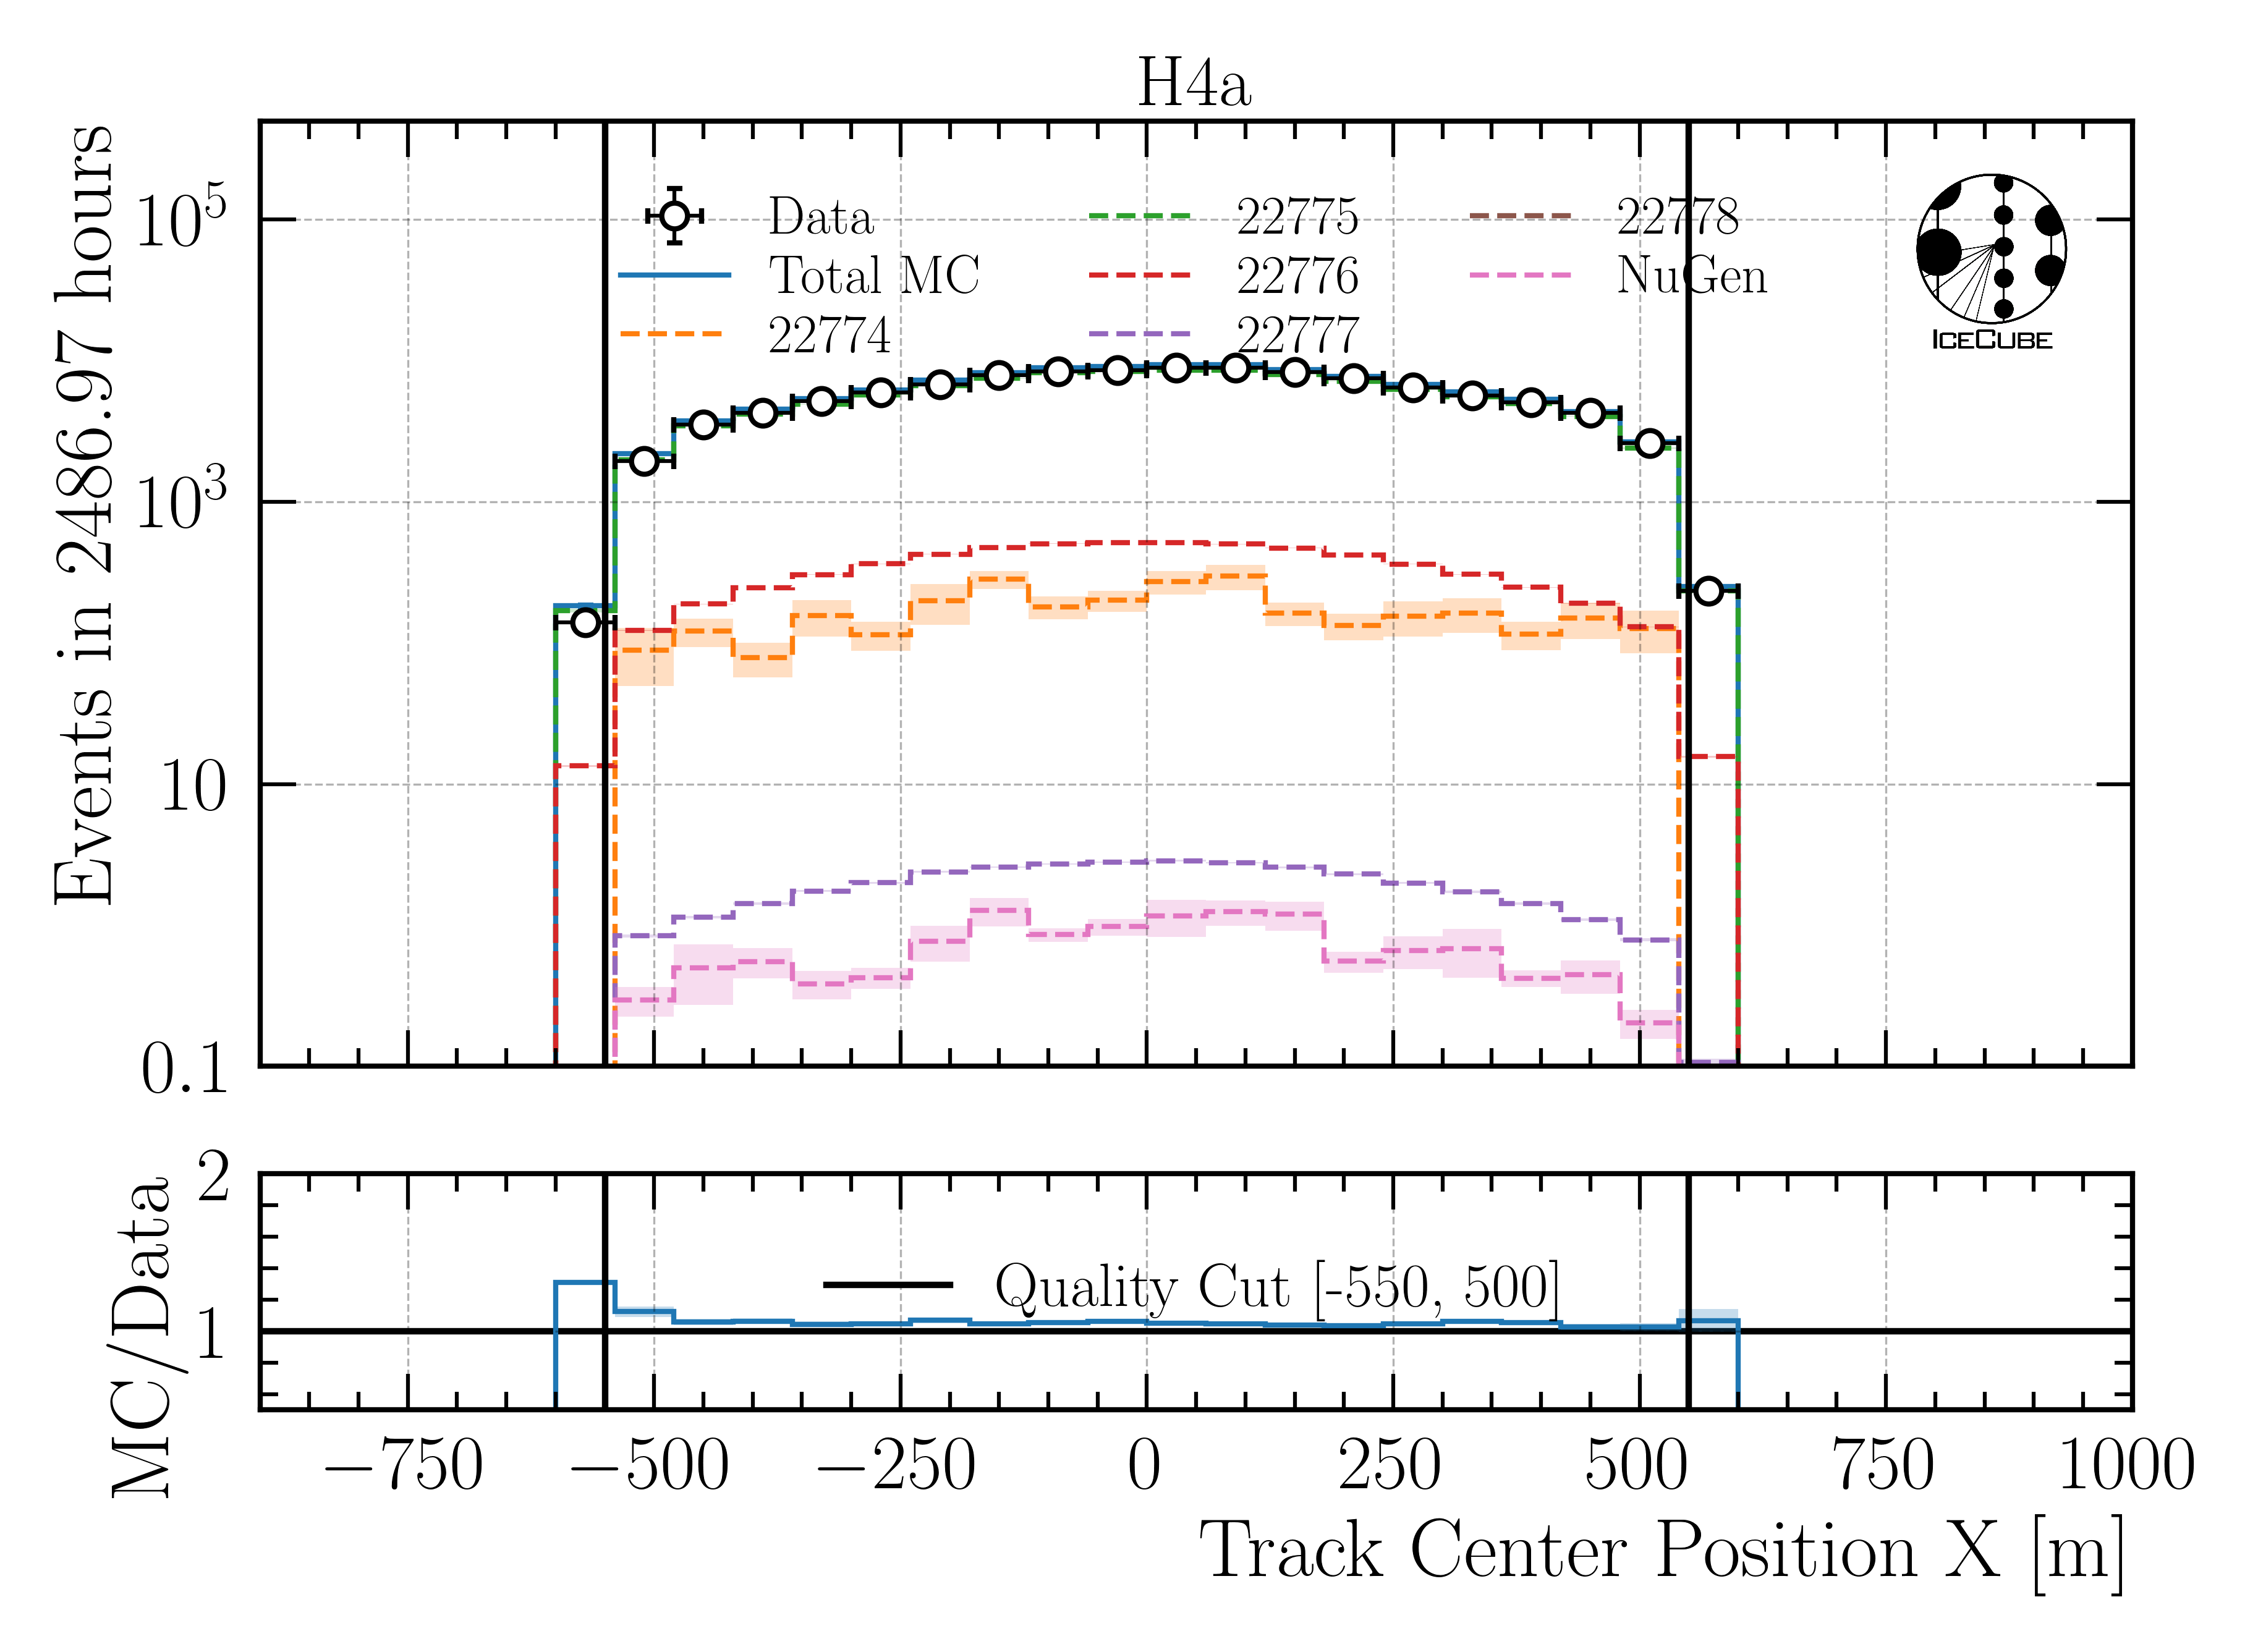 H4a
Events in 2486.97 hours
10^5
10^3
10
0.1
Data
Total MC
22774
22775
22776
22777
22778
NuGen
ICECUBE
MC/Data
2
1
Quality Cut [-550, 500]
−750 −500 −250 0 250 500 750 1000
Track Center Position X [m]